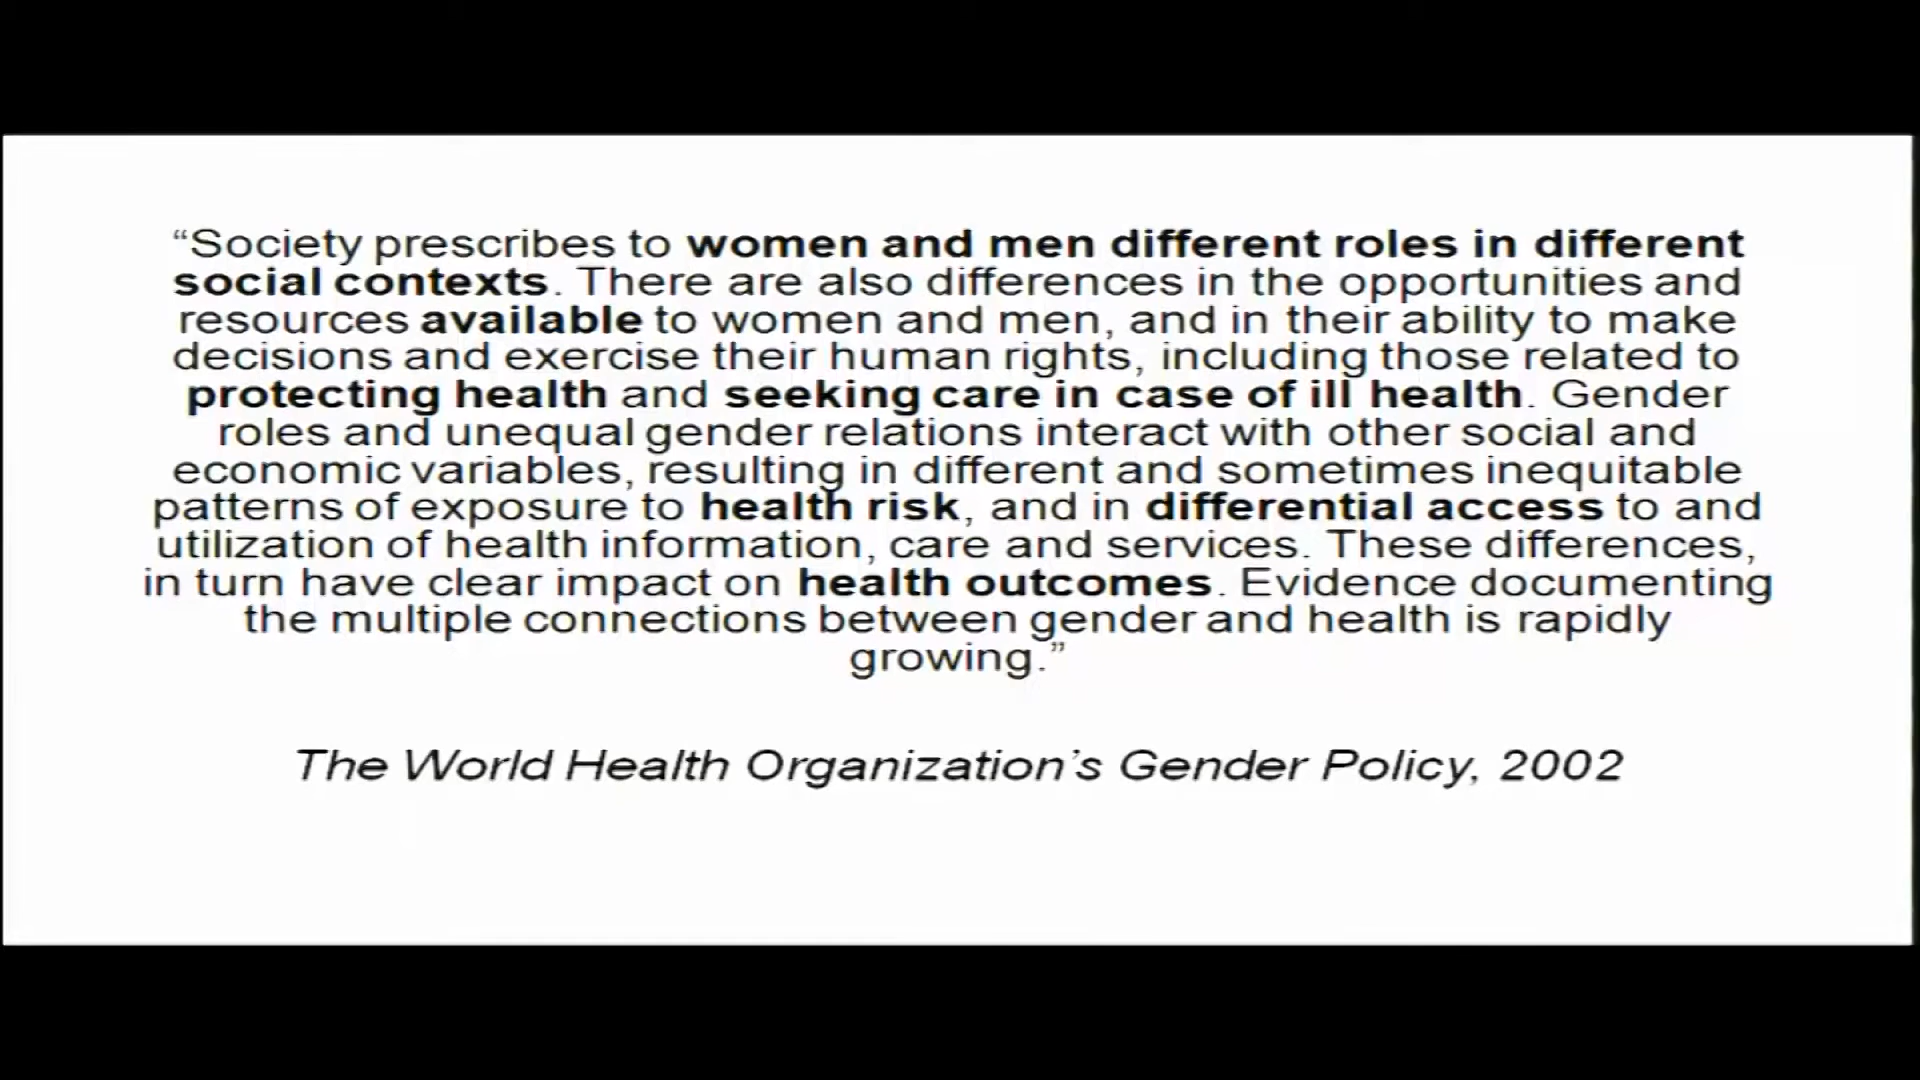 “Society prescribes to women and men different roles in different
social contexts. There are also differences in the opportunities and
resources available to women and men, and in their ability to make
decisions and exercise their human rights, including those related to
protecting health and seeking care in case of ill health. Gender
roles and unequal gender relations interact with other social and
economic variables, resulting in different and sometimes inequitable
patterns of exposure to health risk, and in differential access to and
utilization of health information, care and services. These differences,
in turn have clear impact on health outcomes. Evidence documenting
the multiple connections between gender and health is rapidly
growing.”
The World Health Organization’s Gender Policy, 2002